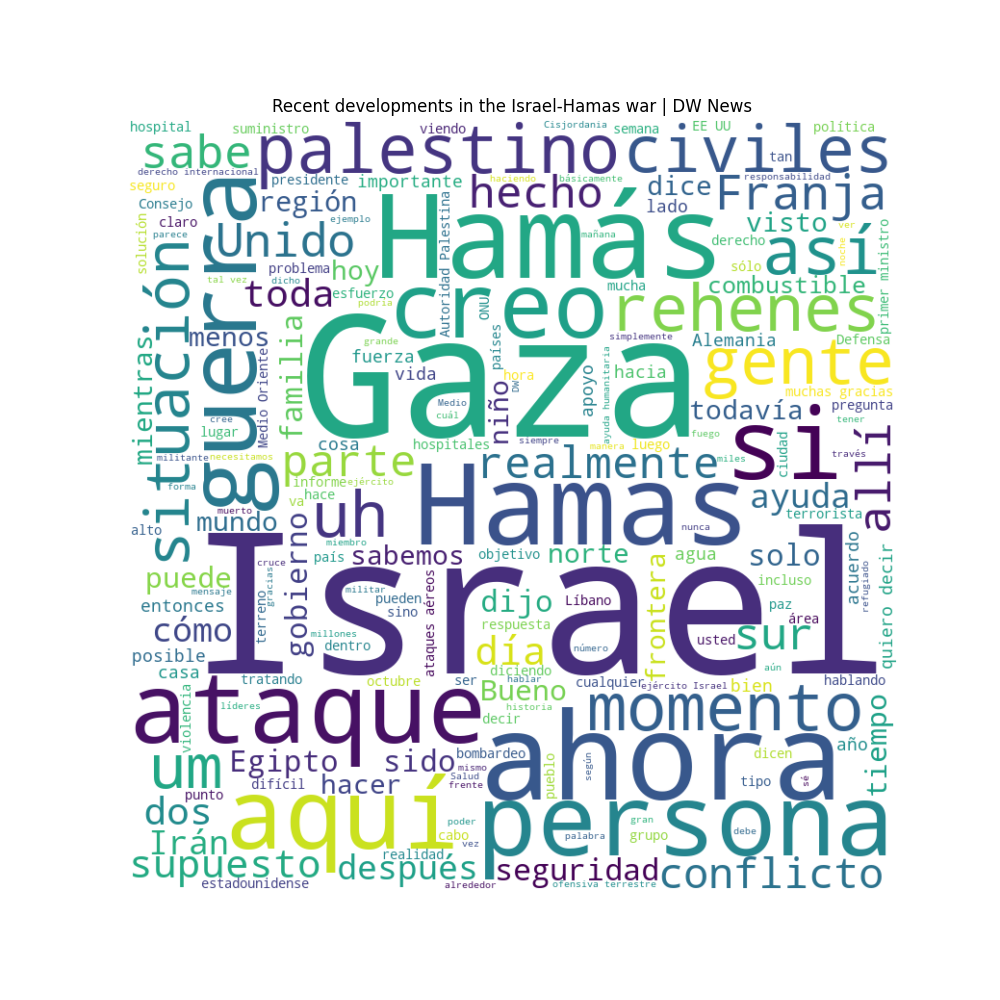 Recent developments in the Israel-Hamas war | DW News
hospital
suministro
viendo
Cisjordania
semana
EE UU
política
sabe
palestino
civiles
tan
derecho internacional
seguro
presidente
importante
haciendo
básicamente
hecho
dice
Franja
responsabilidad
Consejo
región
ejemplo
lado
claro
parece
Unido
Hamás
mañana
visto
ver
así
noche
solución
situación
guerra
problema
hoy
derecho
sólo
tal vez
dicho
toda
esfuerzo
podría
Autoridad Palestina
ONU
creo
mucha
combustible
rehenes
primer ministro
mientras
menos
Medio Oriente
familia
grande
fuerza
vida
Gaza
países
hora
DW
niño
simplemente
Alemania
Defensa
gente
apoyo
ayuda humanitaria
hacia
muchas gracias
todavía
pregunta
tener
cree
lugar
militante
necesitamos
cosa
Medio
cuál
hospitales
siempre
manera
luego
fuego
si
ciudad
través
allí
parte
realmente
miles
forma
informe
ejército
va
hace
muerto
mundo
alto
uh
Hamas
nunca
ayuda
terrorista
gobierno
miembro
país
sabemos
objetivo
norte
agua
solo
acuerdo
refugiado
quiero decir
puede
mensaje
cruce
gracias
terreno
Israel
militar
pueden
sino
ataques aéreos
dijo
Líbano
frontera
incluso
paz
área
entonces
cómo
millones
dentro
respuesta
número
usted
sur
posible
casa
tratando
octubre
ser
día
diciendo
hablar
cualquier
ejército Israel
bien
aún
hablando
violencia
líderes
ataque
Bueno
historia
decir
momento
tiempo
um
Egipto
sido
bombardeo
mismo
ahora
pueblo
según
dicen
año
difícil
hacer
Salud
frente
tipo
sé
punto
dos
aquí
poder
cabo
vez
persona
palabra
gran
grupo
debe
Irán
realidad
supuesto
después
seguridad
conflicto
estadounidense
alrededor
ofensiva terrestre